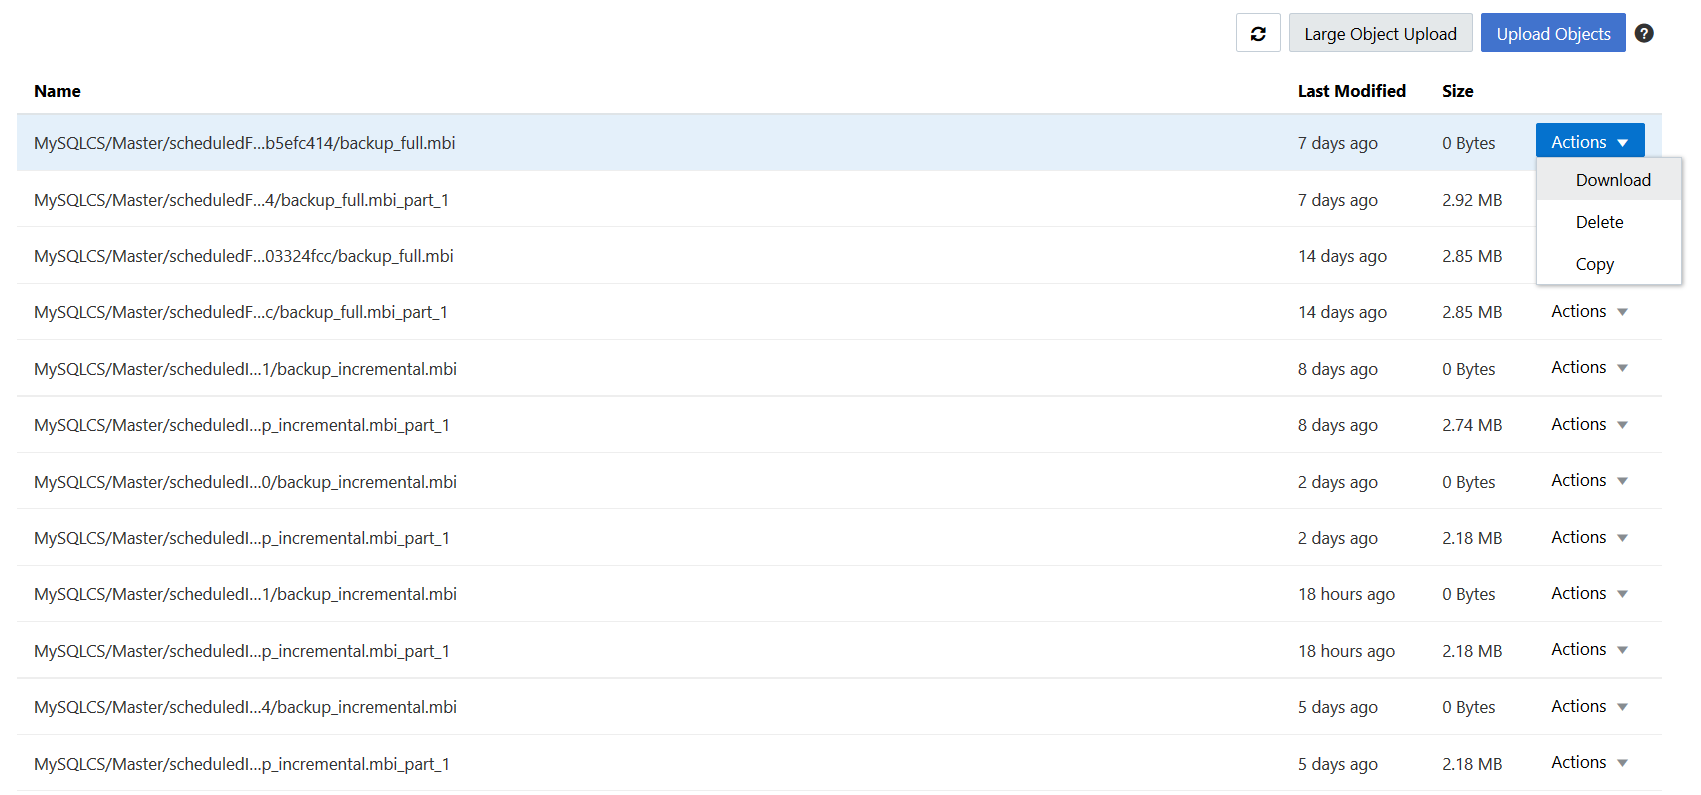 Large Object Upload Upload Objects ?
Name Last Modified Size
MySQLCS/Master/scheduledF...b5efc414/backup_full.mbi 7 days ago 0 Bytes Actions
Download
MySQLCS/Master/scheduledF...4/backup_full.mbi_part_1 7 days ago 2.92 MB
Delete
MySQLCS/Master/scheduledF...03324fcc/backup_full.mbi 14 days ago 2.85 MB
Copy
MySQLCS/Master/scheduledF...c/backup_full.mbi_part_1 14 days ago 2.85 MB Actions
MySQLCS/Master/scheduledI...1/backup_incremental.mbi 8 days ago 0 Bytes Actions
MySQLCS/Master/scheduledI...p_incremental.mbi_part_1 8 days ago 2.74 MB Actions
MySQLCS/Master/scheduledI...0/backup_incremental.mbi 2 days ago 0 Bytes Actions
MySQLCS/Master/scheduledI...p_incremental.mbi_part_1 2 days ago 2.18 MB Actions
MySQLCS/Master/scheduledI...1/backup_incremental.mbi 18 hours ago 0 Bytes Actions
MySQLCS/Master/scheduledI...p_incremental.mbi_part_1 18 hours ago 2.18 MB Actions
MySQLCS/Master/scheduledI...4/backup_incremental.mbi 5 days ago 0 Bytes Actions
MySQLCS/Master/scheduledI...p_incremental.mbi_part_1 5 days ago 2.18 MB Actions